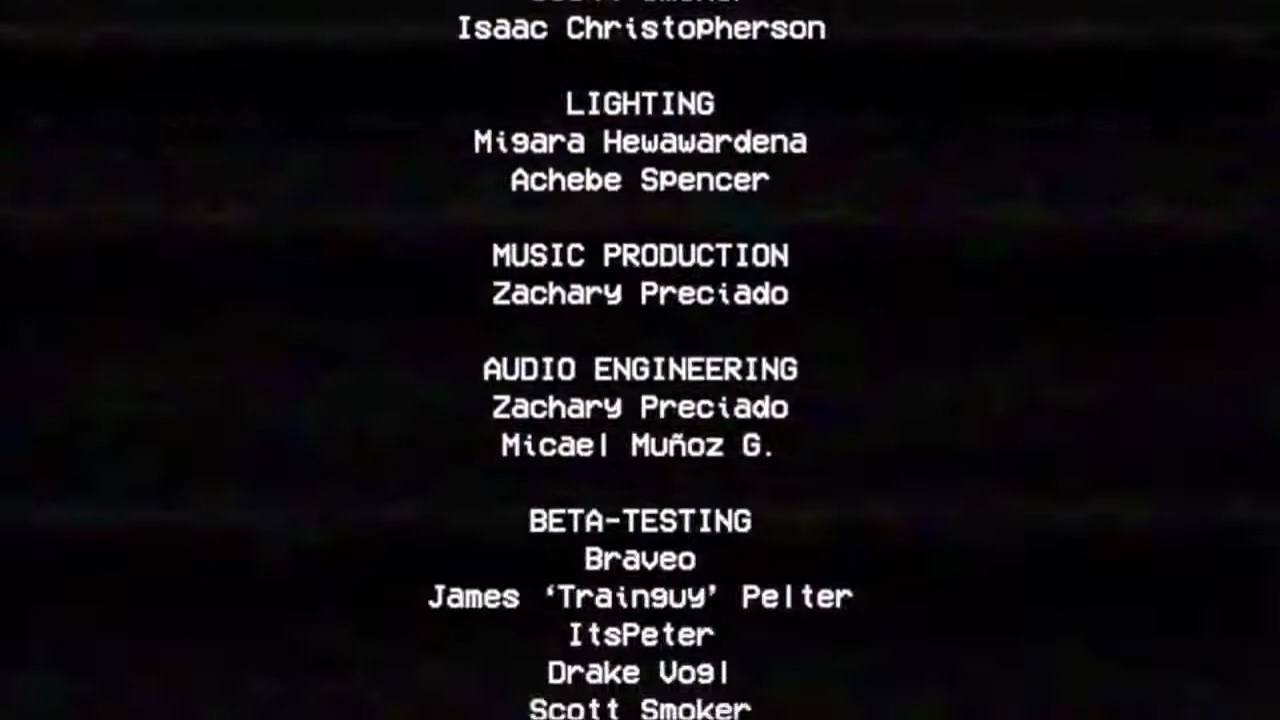 Isaac Christopherson
LIGHTING
Migara Hewawardena
Achebe Spencer
MUSIC PRODUCTION
Zachary Preciado
AUDIO ENGINEERING
Zachary Preciado
Micael Muñoz G.
BETA-TESTING
Braveo
James ‘Trainguy’ Pelter
ItsPeter
Drake Vogl
Scott Smoker